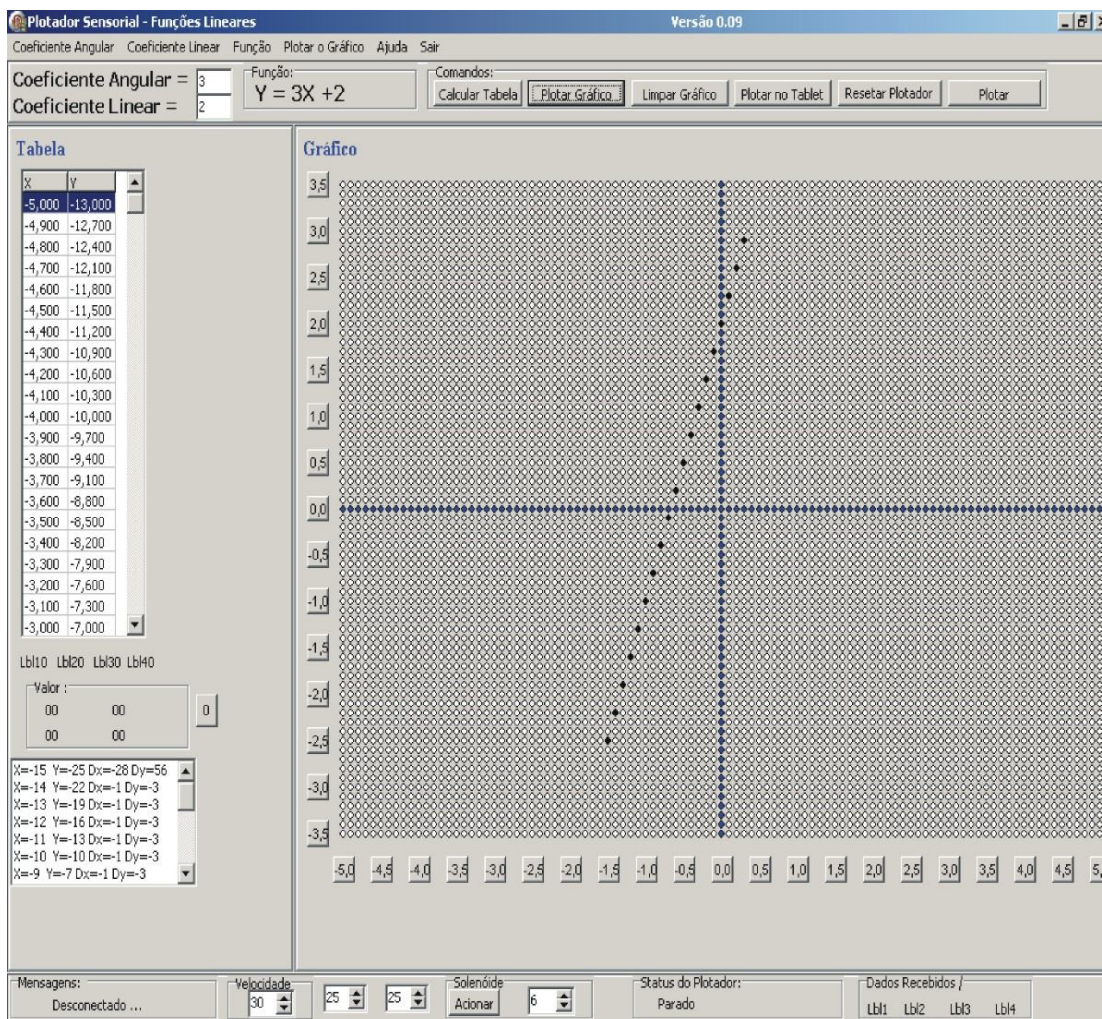 Plotador Sensorial - Funções Lineares Versão 0.09
Coeficiente Angular Coeficiente Linear Função Plotar o Gráfico Ajuda Sair
Coeficiente Angular = 3
Coeficiente Linear = 2
Função:
Y = 3X +2
Comandos:
Calcular Tabela Plotar Gráfico Limpar Gráfico Plotar no Tablet Resetar Plotador Plotar
Tabela
X Y
-5,000 -13,000
-4,900 -12,700
-4,800 -12,400
-4,700 -12,100
-4,600 -11,800
-4,500 -11,500
-4,400 -11,200
-4,300 -10,900
-4,200 -10,600
-4,100 -10,300
-4,000 -10,000
-3,900 -9,700
-3,800 -9,400
-3,700 -9,100
-3,600 -8,800
-3,500 -8,500
-3,400 -8,200
-3,300 -7,900
-3,200 -7,600
-3,100 -7,300
-3,000 -7,000
Lbl10 Lbl20 Lbl30 Lbl40
Valor :
00 00
00 00
0
X=-15 Y=-25 Dx=-28 Dy=56
X=-14 Y=-22 Dx=-1 Dy=-3
X=-13 Y=-19 Dx=-1 Dy=-3
X=-12 Y=-16 Dx=-1 Dy=-3
X=-11 Y=-13 Dx=-1 Dy=-3
X=-10 Y=-10 Dx=-1 Dy=-3
X=-9 Y=-7 Dx=-1 Dy=-3
Gráfico
3,5
3,0
2,5
2,0
1,5
1,0
0,5
0,0
-0,5
-1,0
-1,5
-2,0
-2,5
-3,0
-3,5
-5,0 -4,5 -4,0 -3,5 -3,0 -2,5 -2,0 -1,5 -1,0 -0,5 0,0 0,5 1,0 1,5 2,0 2,5 3,0 3,5 4,0 4,5 5,
Mensagens:
Desconectado ...
Velocidade
30 25 25
Solenóide
Acionar 6
Status do Plotador:
Parado
Dados Recebidos /
Lbl1 Lbl2 Lbl3 Lbl4